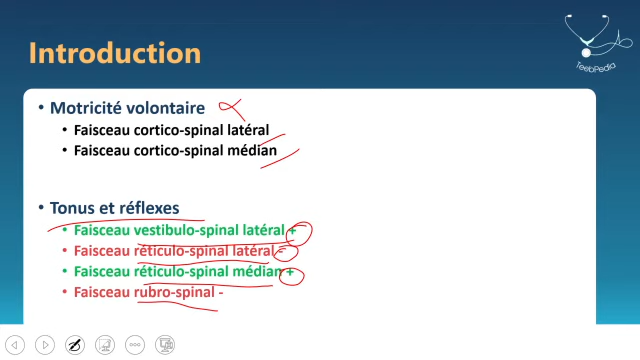 Introduction
TeebPedia
• Motricité volontaire α
• Faisceau cortico-spinal latéral
• Faisceau cortico-spinal médian
• Tonus et réflexes
• Faisceau vestibulo-spinal latéral +
• Faisceau réticulo-spinal latéral -
• Faisceau réticulo-spinal médian +
• Faisceau rubro-spinal -